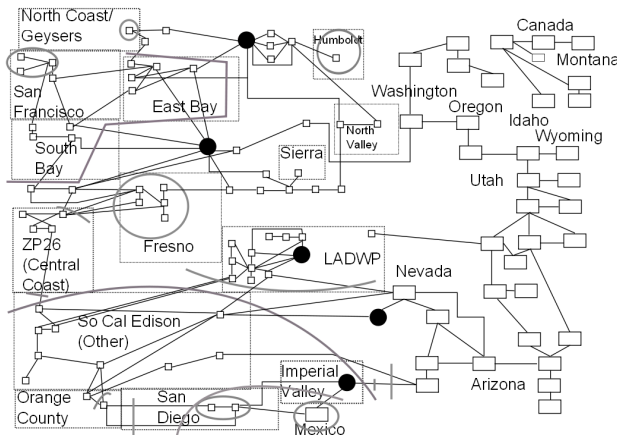 North Coast/
Geysers
Humboldt
Canada
Montana
San
Francisco
East Bay
Washington
Oregon
Idaho
Wyoming
North
Valley
South
Bay
Sierra
Utah
Fresno
ZP26
(Central
Coast)
LADWP
Nevada
So Cal Edison
(Other)
Imperial
Valley
Arizona
Orange
County
San
Diego
Mexico